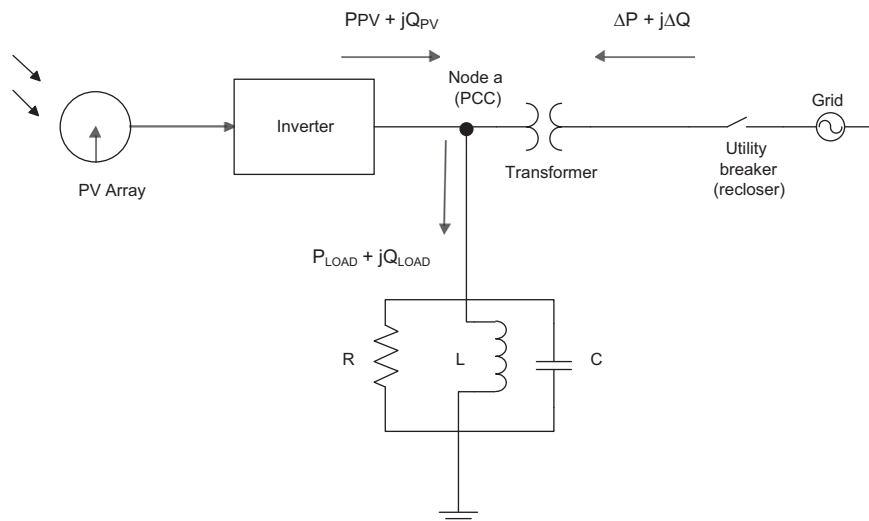 PPV + jQPV
ΔP + jΔQ
Node a
(PCC)
Grid
Inverter
PV Array
Transformer
Utility
breaker
(recloser)
PLOAD + jQLOAD
R
L
C